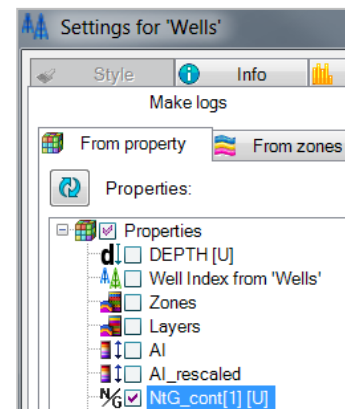 Settings for 'Wells'
Style Info
Make logs
From property From zones
Properties:
Properties
d DEPTH [U]
Well Index from 'Wells'
Zones
Layers
AI
AI_rescaled
N/G NtG_cont[1] [U]